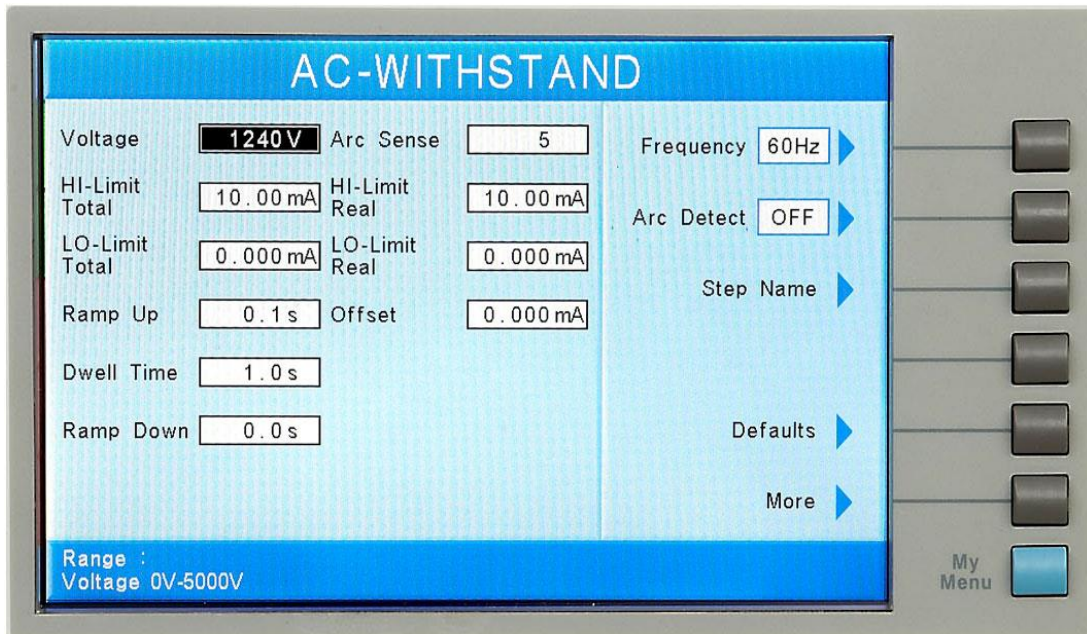 AC-WITHSTAND
Voltage 1240V Arc Sense 5
HI-Limit Total 10.00mA HI-Limit Real 10.00mA
LO-Limit Total 0.000mA LO-Limit Real 0.000mA
Ramp Up 0.1s Offset 0.000mA
Dwell Time 1.0s
Ramp Down 0.0s
Frequency 60Hz
Arc Detect OFF
Step Name
Defaults
More
Range :
Voltage 0V-5000V
My
Menu